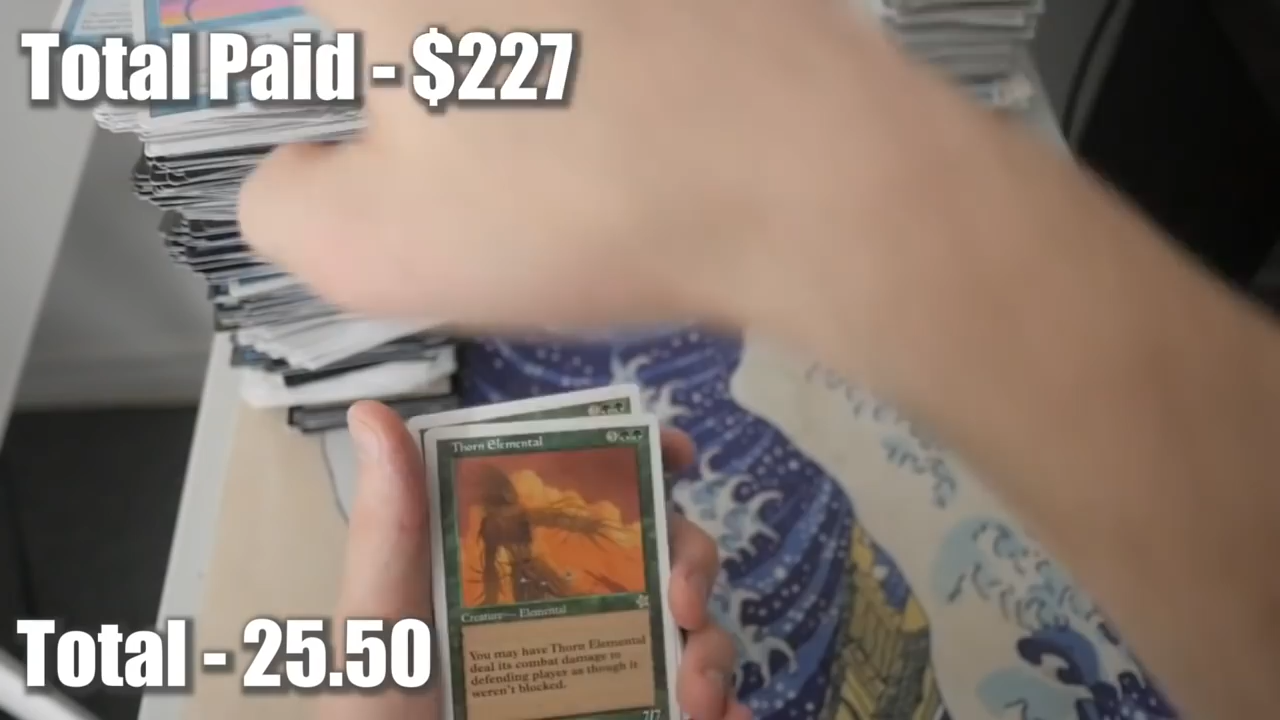 Total Paid - $227
Thorn Elemental
Creature — Elemental
You may have Thorn Elemental
deal its combat damage to
defending player as though it
weren't blocked.
7/7
Total - 25.50